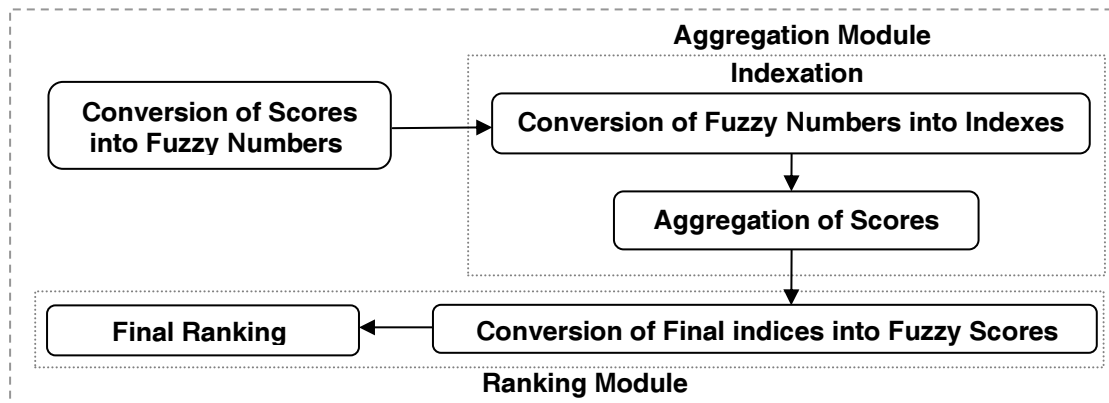 Aggregation Module
Indexation
Conversion of Scores
into Fuzzy Numbers
Conversion of Fuzzy Numbers into Indexes
Aggregation of Scores
Final Ranking
Conversion of Final indices into Fuzzy Scores
Ranking Module